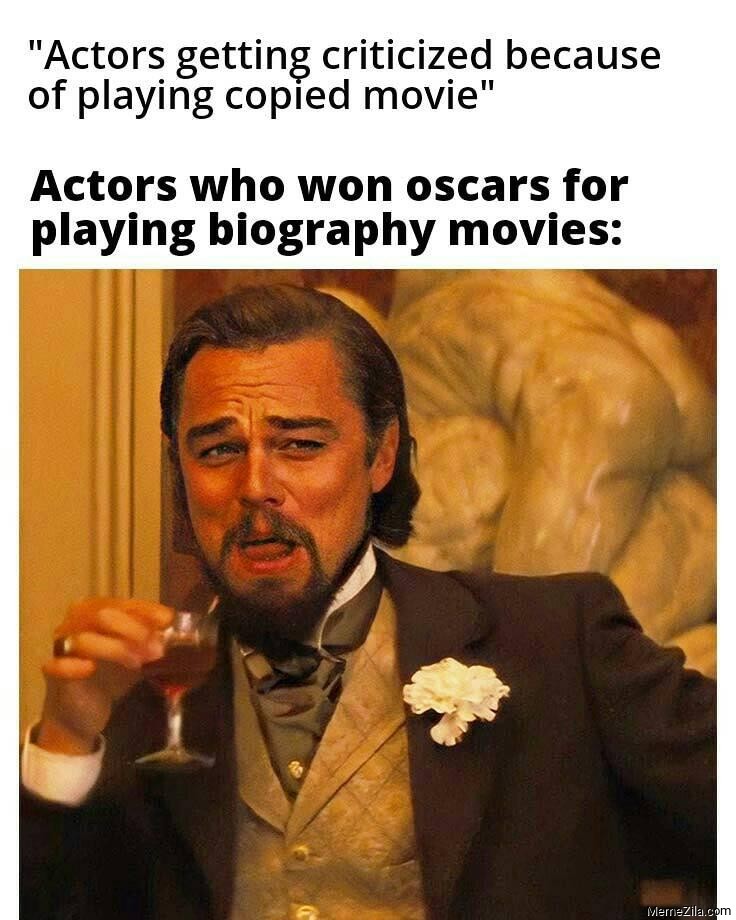 "Actors getting criticized because
of playing copied movie"
Actors who won oscars for
playing biography movies:
MemeZila.com